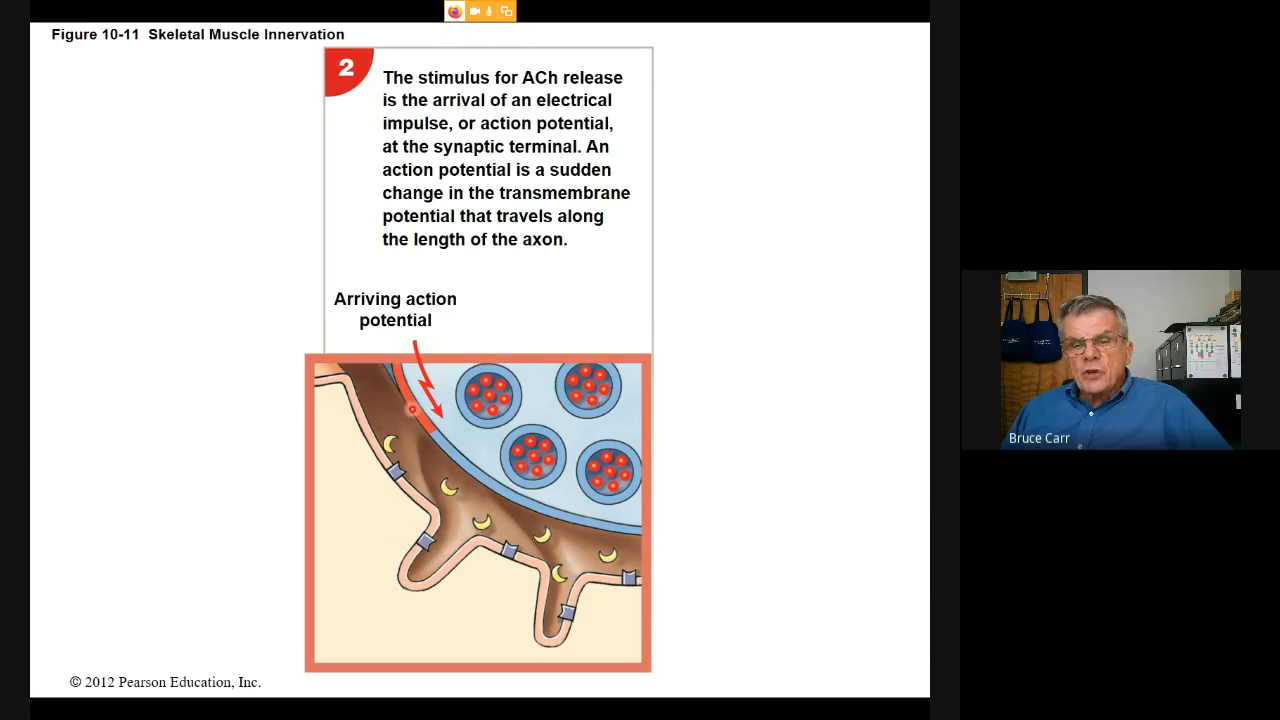 Figure 10-11 Skeletal Muscle Innervation
2
The stimulus for ACh release
is the arrival of an electrical
impulse, or action potential,
at the synaptic terminal. An
action potential is a sudden
change in the transmembrane
potential that travels along
the length of the axon.
Arriving action
potential
Bruce Carr
© 2012 Pearson Education, Inc.